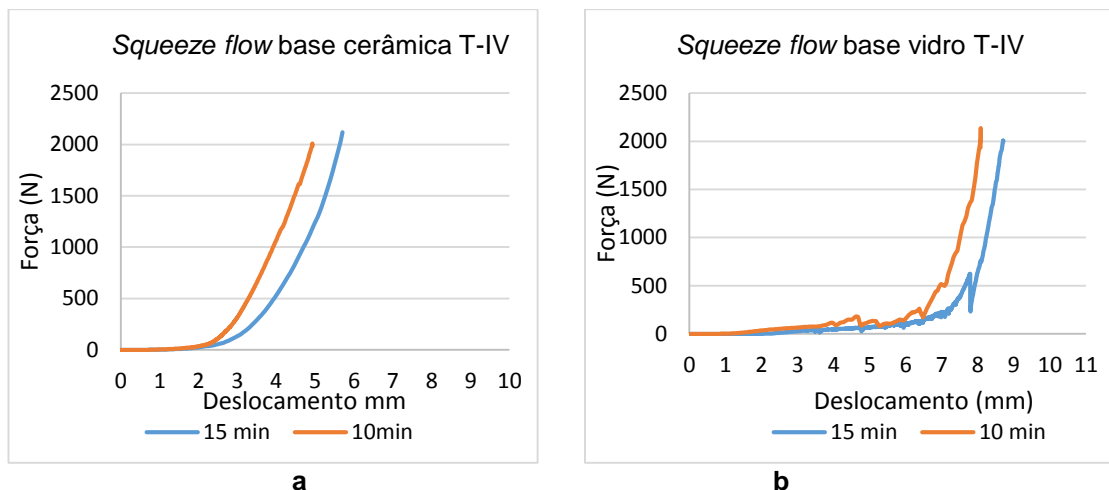 Squeeze flow base cerâmica T-IV
Força (N)
2500
2000
1500
1000
500
0
0 1 2 3 4 5 6 7 8 9 10
Deslocamento mm
15 min 10min
a
Squeeze flow base vidro T-IV
Força (N)
2500
2000
1500
1000
500
0
0 1 2 3 4 5 6 7 8 9 10 11
Deslocamento (mm)
15 min 10 min
b